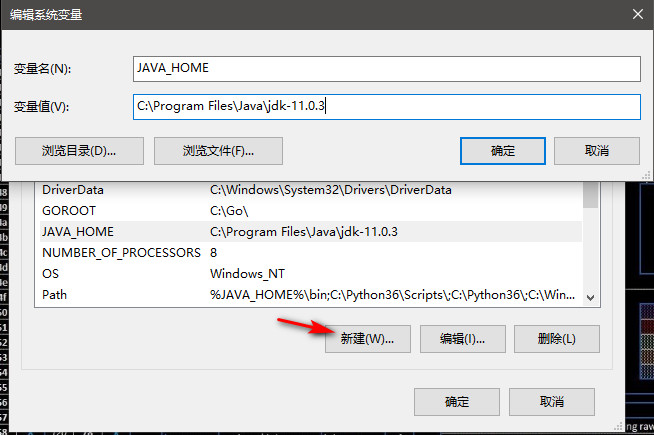 编辑系统变量
变量名(N): JAVA_HOME
变量值(V): C:\Program Files\Java\jdk-11.0.3
浏览目录(D)... 浏览文件(F)... 确定 取消
DriverData C:\Windows\System32\Drivers\DriverData
GOROOT C:\Go\
JAVA_HOME C:\Program Files\Java\jdk-11.0.3
NUMBER_OF_PROCESSORS 8
OS Windows_NT
Path %JAVA_HOME%\bin;C:\Python36\Scripts\;C:\Python36\;C:\Win...
新建(W)... 编辑(I)... 删除(L)
确定 取消
ng raw